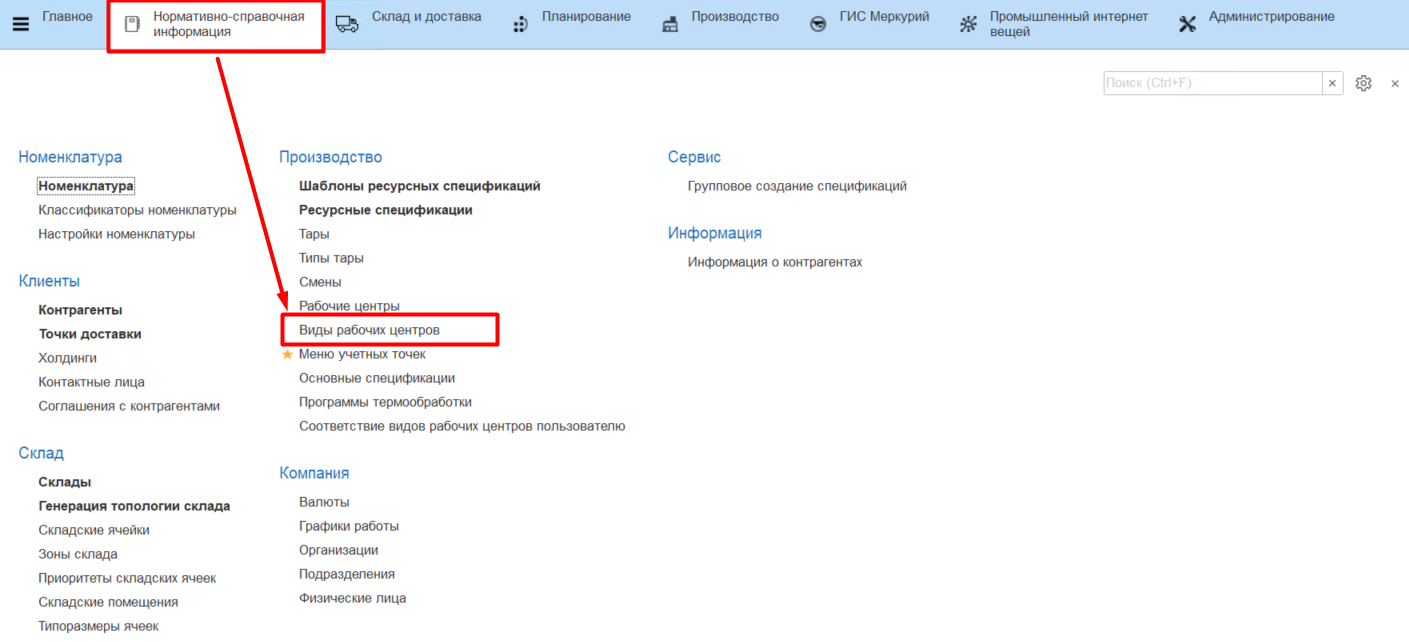 Главное
Нормативно-справочная
информация
Склад и доставка
Планирование
Производство
ГИС Меркурий
Промышленный интернет
вещей
Администрирование
Поиск (Ctrl+F)
Номенклатура
Номенклатура
Классификаторы номенклатуры
Настройки номенклатуры
Клиенты
Контрагенты
Точки доставки
Холдинги
Контактные лица
Соглашения с контрагентами
Склад
Склады
Генерация топологии склада
Складские ячейки
Зоны склада
Приоритеты складских ячеек
Складские помещения
Типоразмеры ячеек
Производство
Шаблоны ресурсных спецификаций
Ресурсные спецификации
Тары
Типы тары
Смены
Рабочие центры
Виды рабочих центров
Меню учетных точек
Основные спецификации
Программы термообработки
Соответствие видов рабочих центров пользователю
Компания
Валюты
Графики работы
Организации
Подразделения
Физические лица
Сервис
Групповое создание спецификаций
Информация
Информация о контрагентах